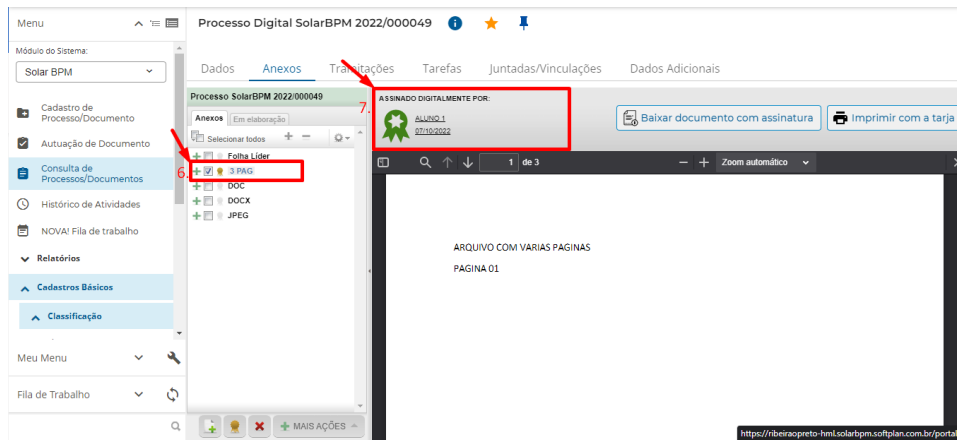 Menu
Processo Digital SolarBPM 2022/000049
Módulo do Sistema:
Solar BPM
Dados Anexos Tramitações Tarefas Juntadas/Vinculações Dados Adicionais
Cadastro de
Processo/Documento
Autuação de Documento
Consulta de
Processos/Documentos
Histórico de Atividades
NOVA! Fila de trabalho
Relatórios
Cadastros Básicos
Classificação
Meu Menu
Fila de Trabalho
Processo SolarBPM 2022/000049
Anexos Em elaboração
Selecionar todos
Folha Líder
6.
3 PAG
DOC
DOCX
JPEG
MAIS AÇÕES
7.
ASSINADO DIGITALMENTE POR:
ALUNO 1
07/10/2022
Baixar documento com assinatura
Imprimir com a tarja
1 de 3
Zoom automático
ARQUIVO COM VARIAS PAGINAS
PAGINA 01
https://ribeiraopreto-hml.solarbpm.softplan.com.br/portal